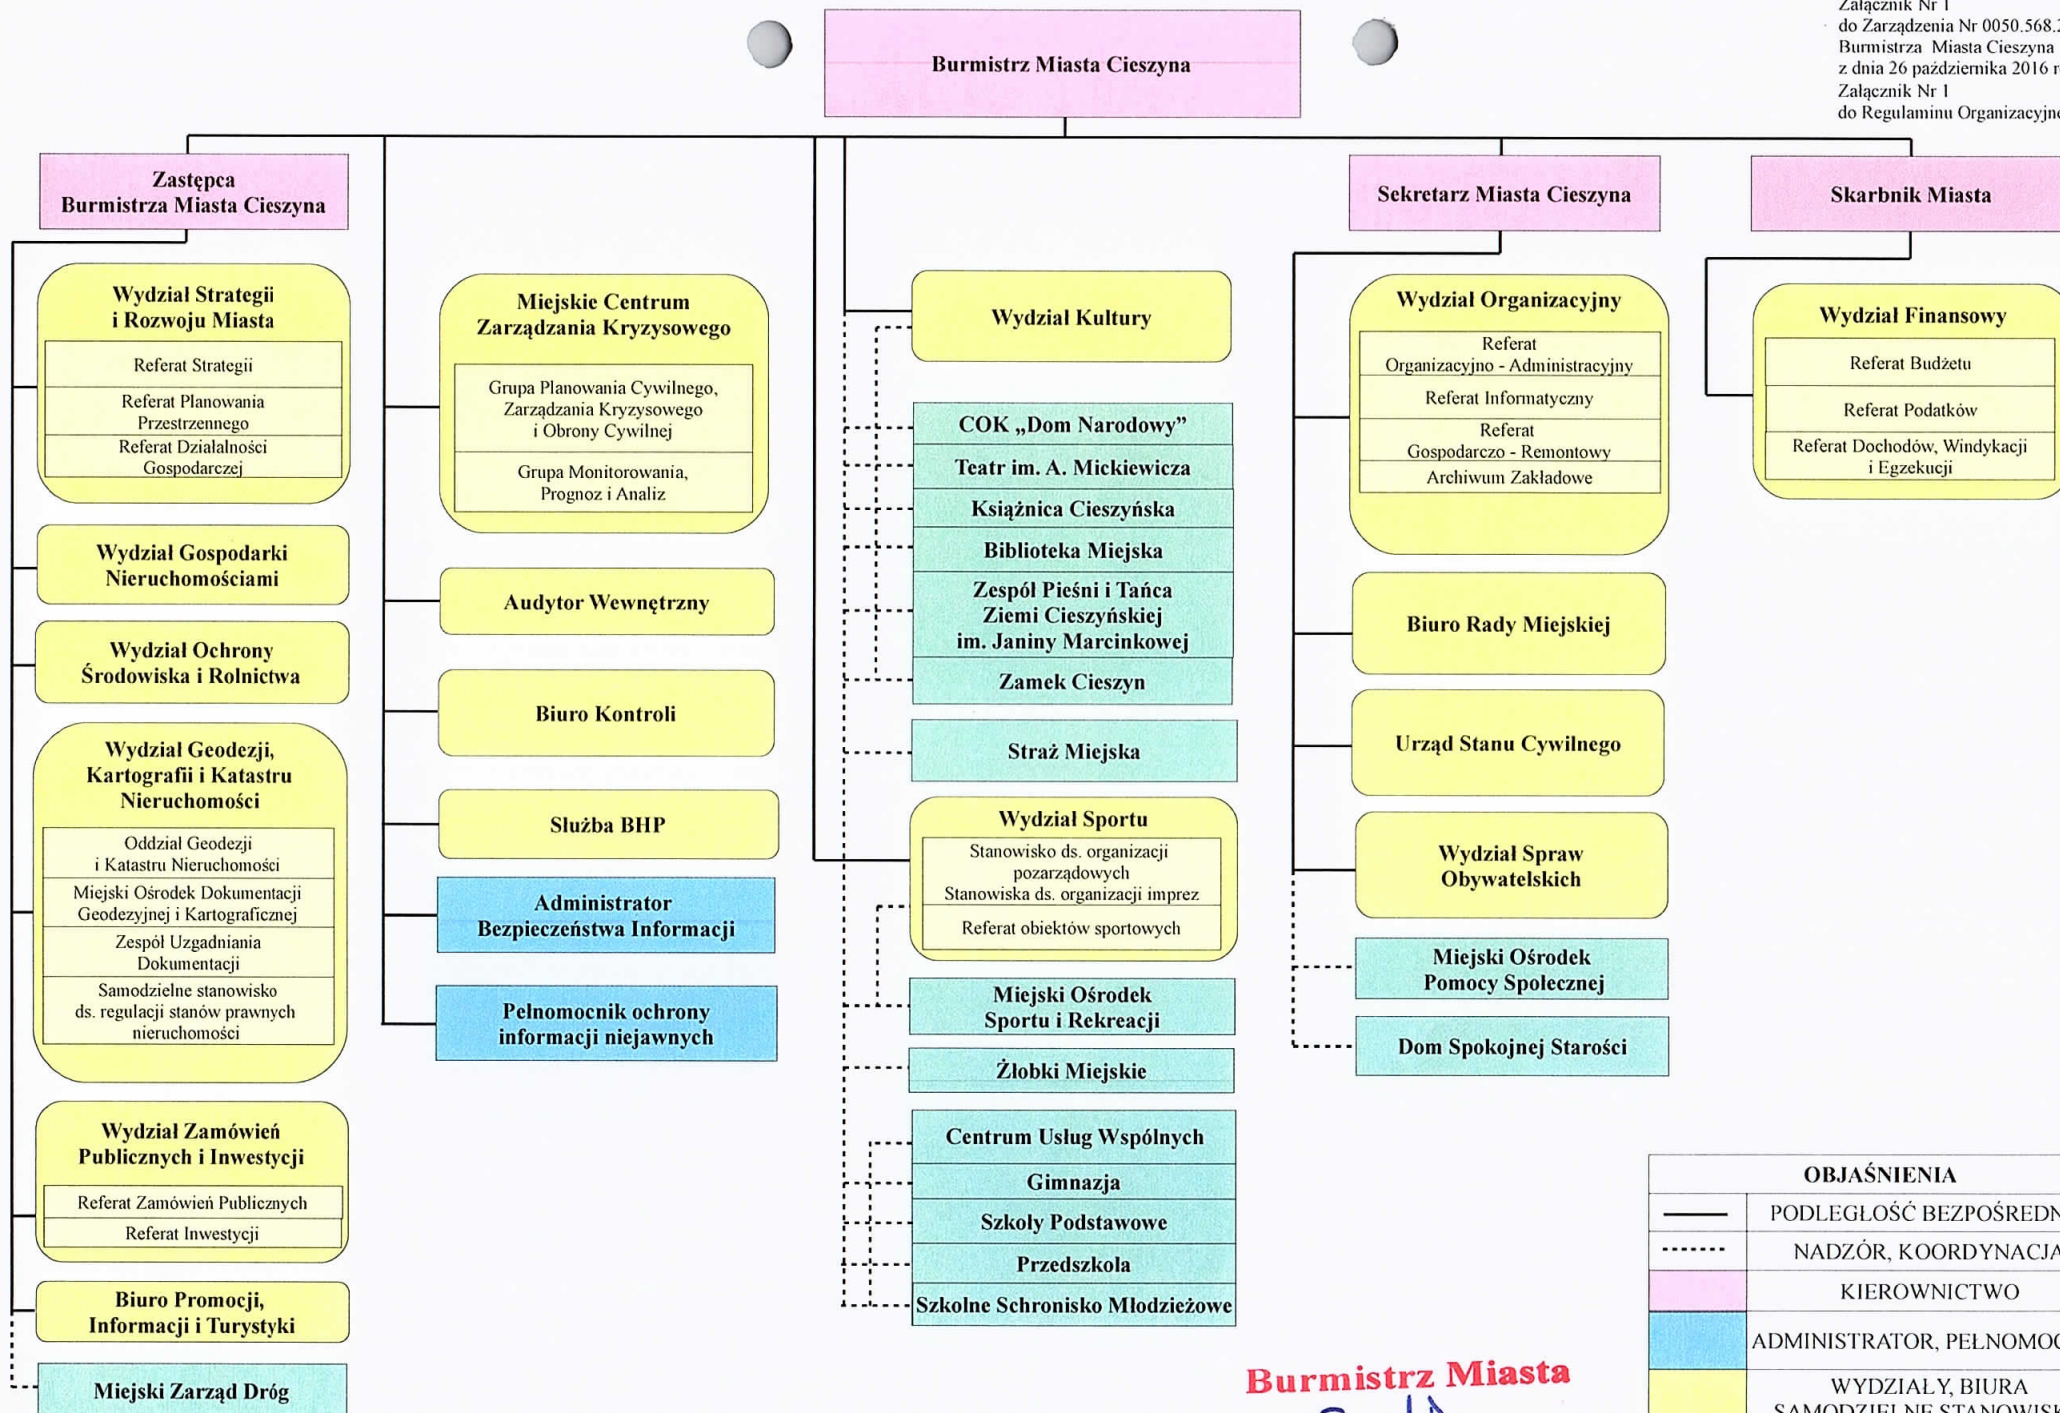 Załącznik Nr 1
do Zarządzenia Nr 0050.568.
Burmistrza Miasta Cieszyna
z dnia 26 października 2016 r
Załącznik Nr 1
do Regulaminu Organizacyjne
Burmistrz Miasta Cieszyna
Zastępca
Burmistrza Miasta Cieszyna
Wydział Strategii
i Rozwoju Miasta
Referat Strategii
Referat Planowania
Przestrzennego
Referat Działalności
Gospodarczej
Wydział Gospodarki
Nieruchomościami
Wydział Ochrony
Środowiska i Rolnictwa
Wydział Geodezji,
Kartografii i Katastru
Nieruchomości
Oddział Geodezji
i Katastru Nieruchomości
Miejski Ośrodek Dokumentacji
Geodezyjnej i Kartograficznej
Zespół Uzgadniania
Dokumentacji
Samodzielne stanowisko
ds. regulacji stanów prawnych
nieruchomości
Wydział Zamówień
Publicznych i Inwestycji
Referat Zamówień Publicznych
Referat Inwestycji
Biuro Promocji,
Informacji i Turystyki
Miejski Zarząd Dróg
Miejskie Centrum
Zarządzania Kryzysowego
Grupa Planowania Cywilnego,
Zarządzania Kryzysowego
i Obrony Cywilnej
Grupa Monitorowania,
Prognoz i Analiz
Audytor Wewnętrzny
Biuro Kontroli
Służba BHP
Administrator
Bezpieczeństwa Informacji
Pełnomocnik ochrony
informacji niejawnych
Wydział Kultury
COK „Dom Narodowy”
Teatr im. A. Mickiewicza
Książnica Cieszyńska
Biblioteka Miejska
Zespół Pieśni i Tańca
Ziemi Cieszyńskiej
im. Janiny Marcinkowej
Zamek Cieszyn
Straż Miejska
Wydział Sportu
Stanowisko ds. organizacji
pozarządowych
Stanowiska ds. organizacji imprez
Referat obiektów sportowych
Miejski Ośrodek
Sportu i Rekreacji
Żłobki Miejskie
Centrum Usług Wspólnych
Gimnazja
Szkoły Podstawowe
Przedszkola
Szkolne Schronisko Młodzieżowe
Sekretarz Miasta Cieszyna
Wydział Organizacyjny
Referat
Organizacyjno - Administracyjny
Referat Informatyczny
Referat
Gospodarczo - Remontowy
Archiwum Zakładowe
Biuro Rady Miejskiej
Urząd Stanu Cywilnego
Wydział Spraw
Obywatelskich
Miejski Ośrodek
Pomocy Społecznej
Dom Spokojnej Starości
Skarbnik Miasta
Wydział Finansowy
Referat Budżetu
Referat Podatków
Referat Dochodów, Windykacji
i Egzekucji
OBJAŚNIENIA
PODLEGŁOŚĆ BEZPOŚREDN
NADZÓR, KOORDYNACJA
KIEROWNICTWO
ADMINISTRATOR, PEŁNOMOC
WYDZIAŁY, BIURA
SAMODZIELNE STANOWISK
Burmistrz Miasta